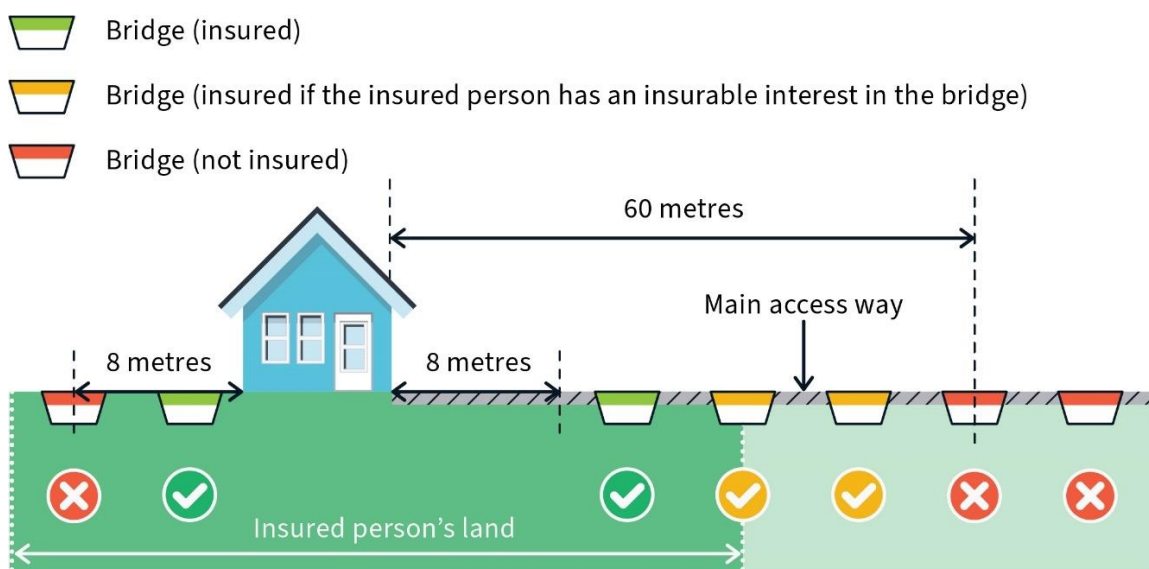 Bridge (insured)
Bridge (insured if the insured person has an insurable interest in the bridge)
Bridge (not insured)
60 metres
Main access way
8 metres
8 metres
Insured person’s land